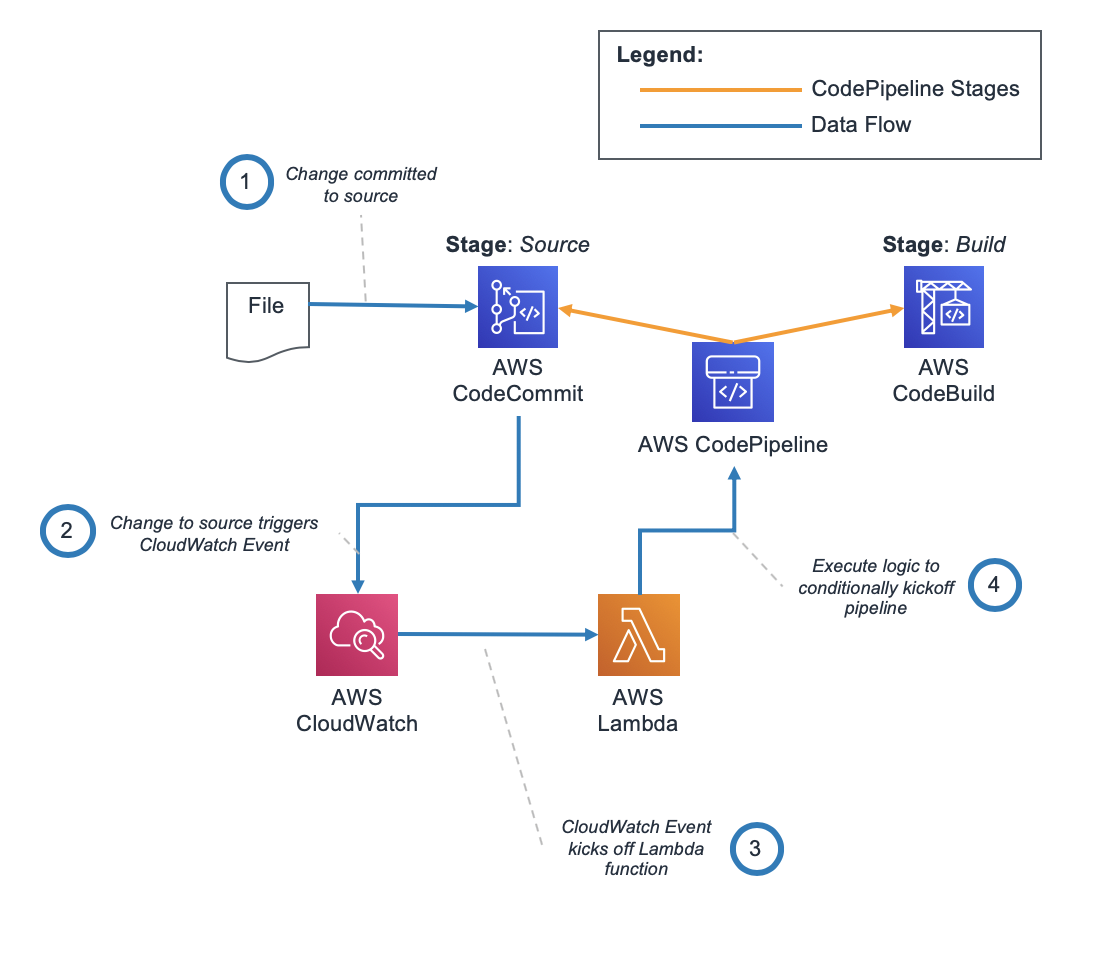 Legend:
CodePipeline Stages
Data Flow
1
Change committed
to source
Stage: Source
Stage: Build
File
</>
</>
AWS
CodeCommit
</>
AWS
CodeBuild
AWS CodePipeline
2
Change to source triggers
CloudWatch Event
Execute logic to
conditionally kickoff
pipeline
4
AWS
CloudWatch
AWS
Lambda
CloudWatch Event
kicks off Lambda
function
3